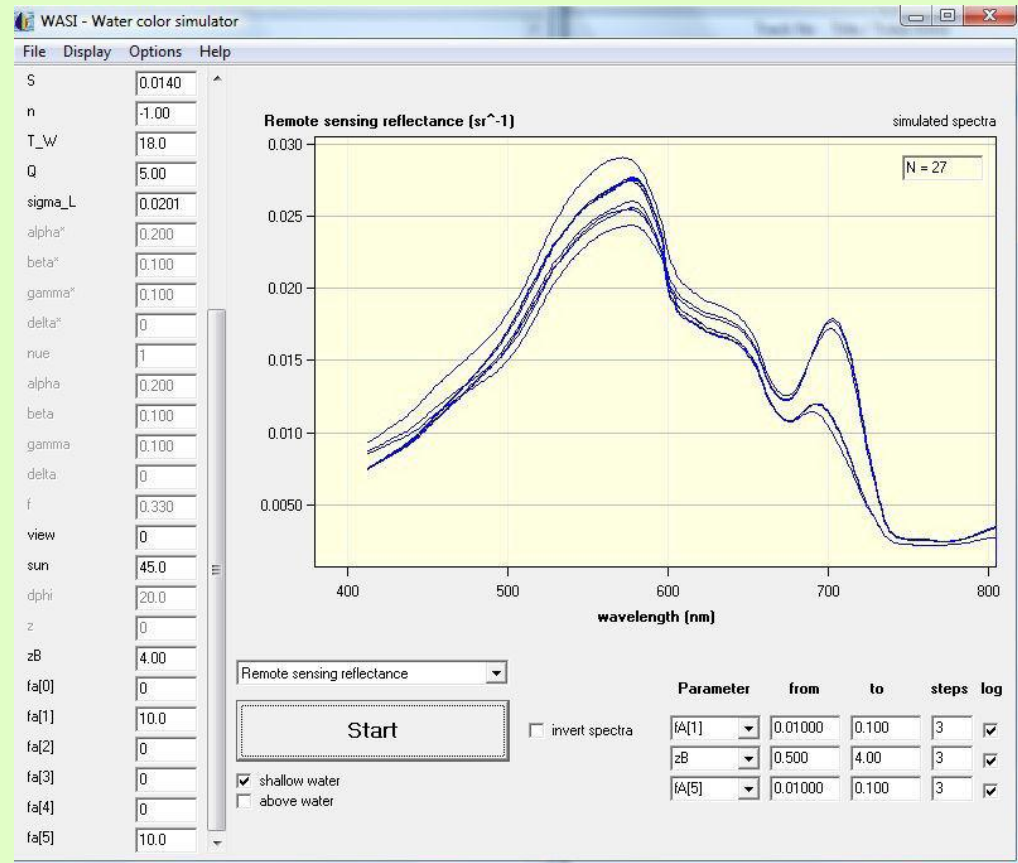 WASI - Water color simulator
File Display Options Help
S 0.0140
n -1.00
T_W 18.0
Q 5.00
sigma_L 0.0201
alpha* 0.200
beta* 0.100
gamma* 0.100
delta* 0
nue 1
alpha 0.200
beta 0.100
gamma 0.100
delta 0
f 0.330
view 0
sun 45.0
dphi 20.0
z 0
zB 4.00
fa[0] 0
fa[1] 10.0
fa[2] 0
fa[3] 0
fa[4] 0
fa[5] 10.0
Remote sensing reflectance (sr^-1) simulated spectra
N = 27
0.030
0.025
0.020
0.015
0.010
0.0050
400 500 600 700 800
wavelength (nm)
Remote sensing reflectance
Start
invert spectra
shallow water
above water
Parameter from to steps log
fA[1] 0.01000 0.100 3
zB 0.500 4.00 3
fA[5] 0.01000 0.100 3